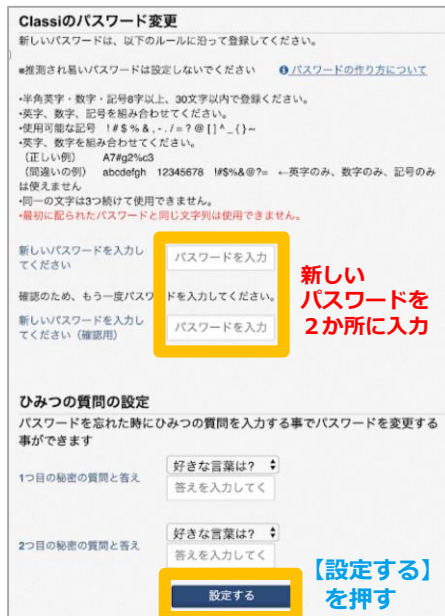 Classiのパスワード変更
新しいパスワードは、以下のルールに沿って登録してください。
※推測され易いパスワードは設定しないでください パスワードの作り方について
・半角英字・数字・記号8字以上、30文字以内で登録ください。
・英字、数字、記号を組み合わせてください。
・使用可能な記号 !#$%&,-./=?@[]^_{}~
・英字、数字を組み合わせてください。
（正しい例） A7#g2%c3
（間違いの例） abcdefgh 12345678 !#$%&@?= ←英字のみ、数字のみ、記号のみ
は使えません
・同一の文字は3つ続けて使用できません。
・最初に配られたパスワードと同じ文字列は使用できません。
新しいパスワードを入力し
てください
パスワードを入力
新しい
パスワードを
２か所に入力
確認のため、もう一度パスワードを入力してください。
新しいパスワードを入力し
てください（確認用）
パスワードを入力
ひみつの質問の設定
パスワードを忘れた時にひみつの質問を入力する事でパスワードを変更する
事ができます
1つ目の秘密の質問と答え
好きな言葉は?
答えを入力してく
2つ目の秘密の質問と答え
好きな言葉は?
答えを入力してく
設定する
【設定する】
を押す